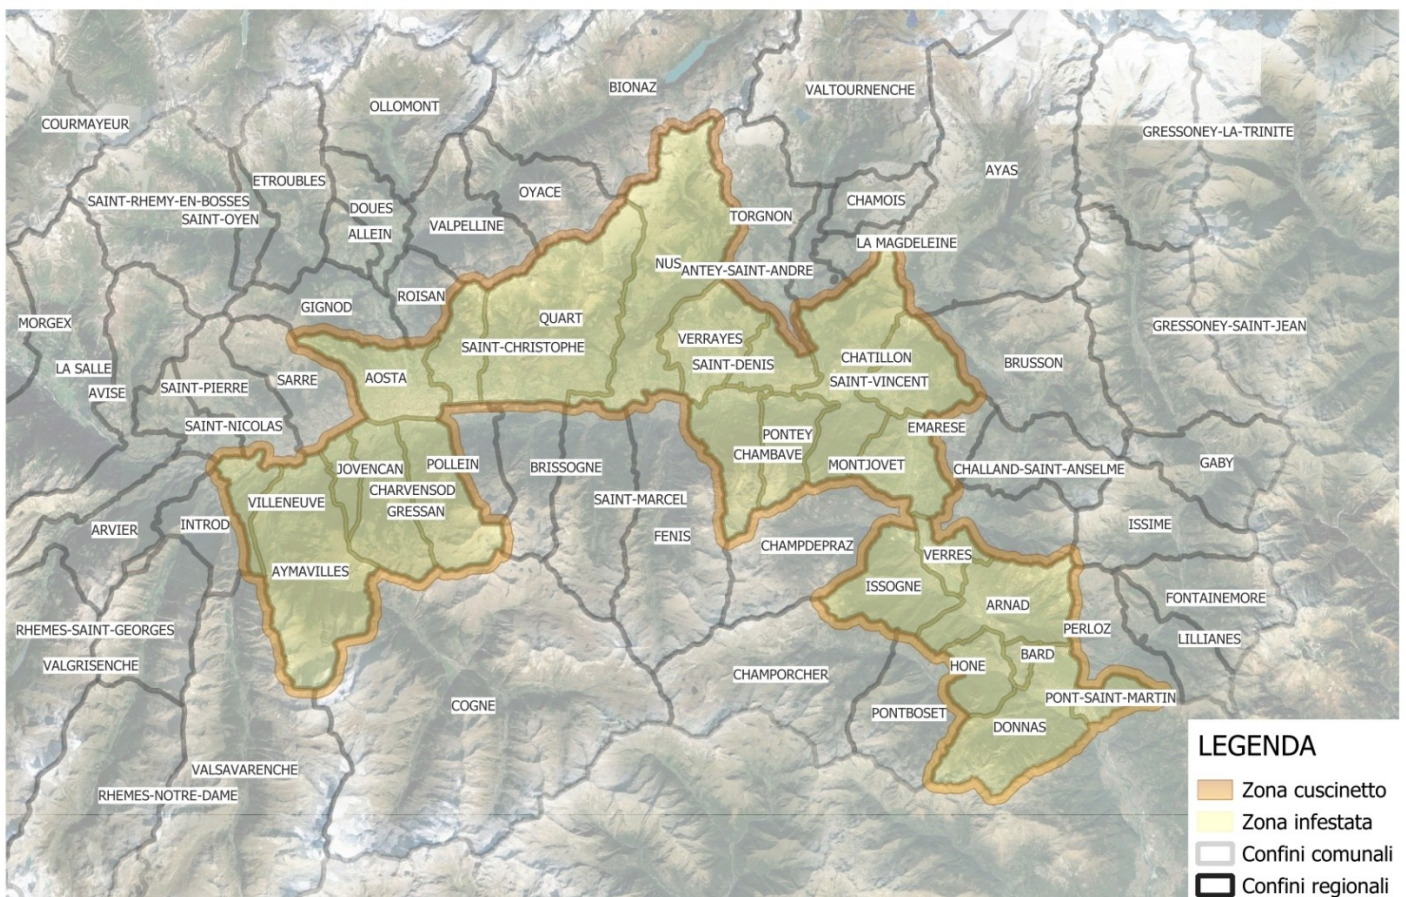 BIONAZ
VALTOURNENCHE
OLLOMONT
COURMAYEUR
GRESSONEY-LA-TRINITE
AYAS
ETROUBLES
OYACE
SAINT-RHEMY-EN-BOSSES
CHAMOIS
DOUES
SAINT-OYEN
TORGNON
VALPELLINE
ALLEIN
LA MAGDELEINE
NUS
ANTEY-SAINT-ANDRE
ROISAN
GIGNOD
QUART
MORGEX
GRESSONEY-SAINT-JEAN
VERRAYES
SAINT-CHRISTOPHE
CHATILLON
BRUSSON
SAINT-DENIS
LA SALLE
AOSTA
SARRE
SAINT-VINCENT
SAINT-PIERRE
AVISE
SAINT-NICOLAS
EMARESE
PONTEY
CHAMBAVE
POLLEIN
MONTJOVET
GABY
JOVENCAN
BRISSOGNE
CHALLAND-SAINT-ANSELME
CHARVENSOD
SAINT-MARCEL
VILLENEUVE
GRESSAN
INTROD
ISSIME
ARVIER
FENIS
CHAMPDEPRAZ
VERRES
AYMAVILLES
ISSOGNE
FONTAINEMORE
ARNAD
RHEMES-SAINT-GEORGES
PERLOZ
LILLIANES
BARD
VALGRISENCHE
HONE
CHAMPORCHER
PONT-SAINT-MARTIN
COGNE
PONTBOSET
DONNAS
VALSAVARENCHE
RHEMES-NOTRE-DAME
LEGENDA
Zona cuscinetto
Zona infestata
Confini comunali
Confini regionali